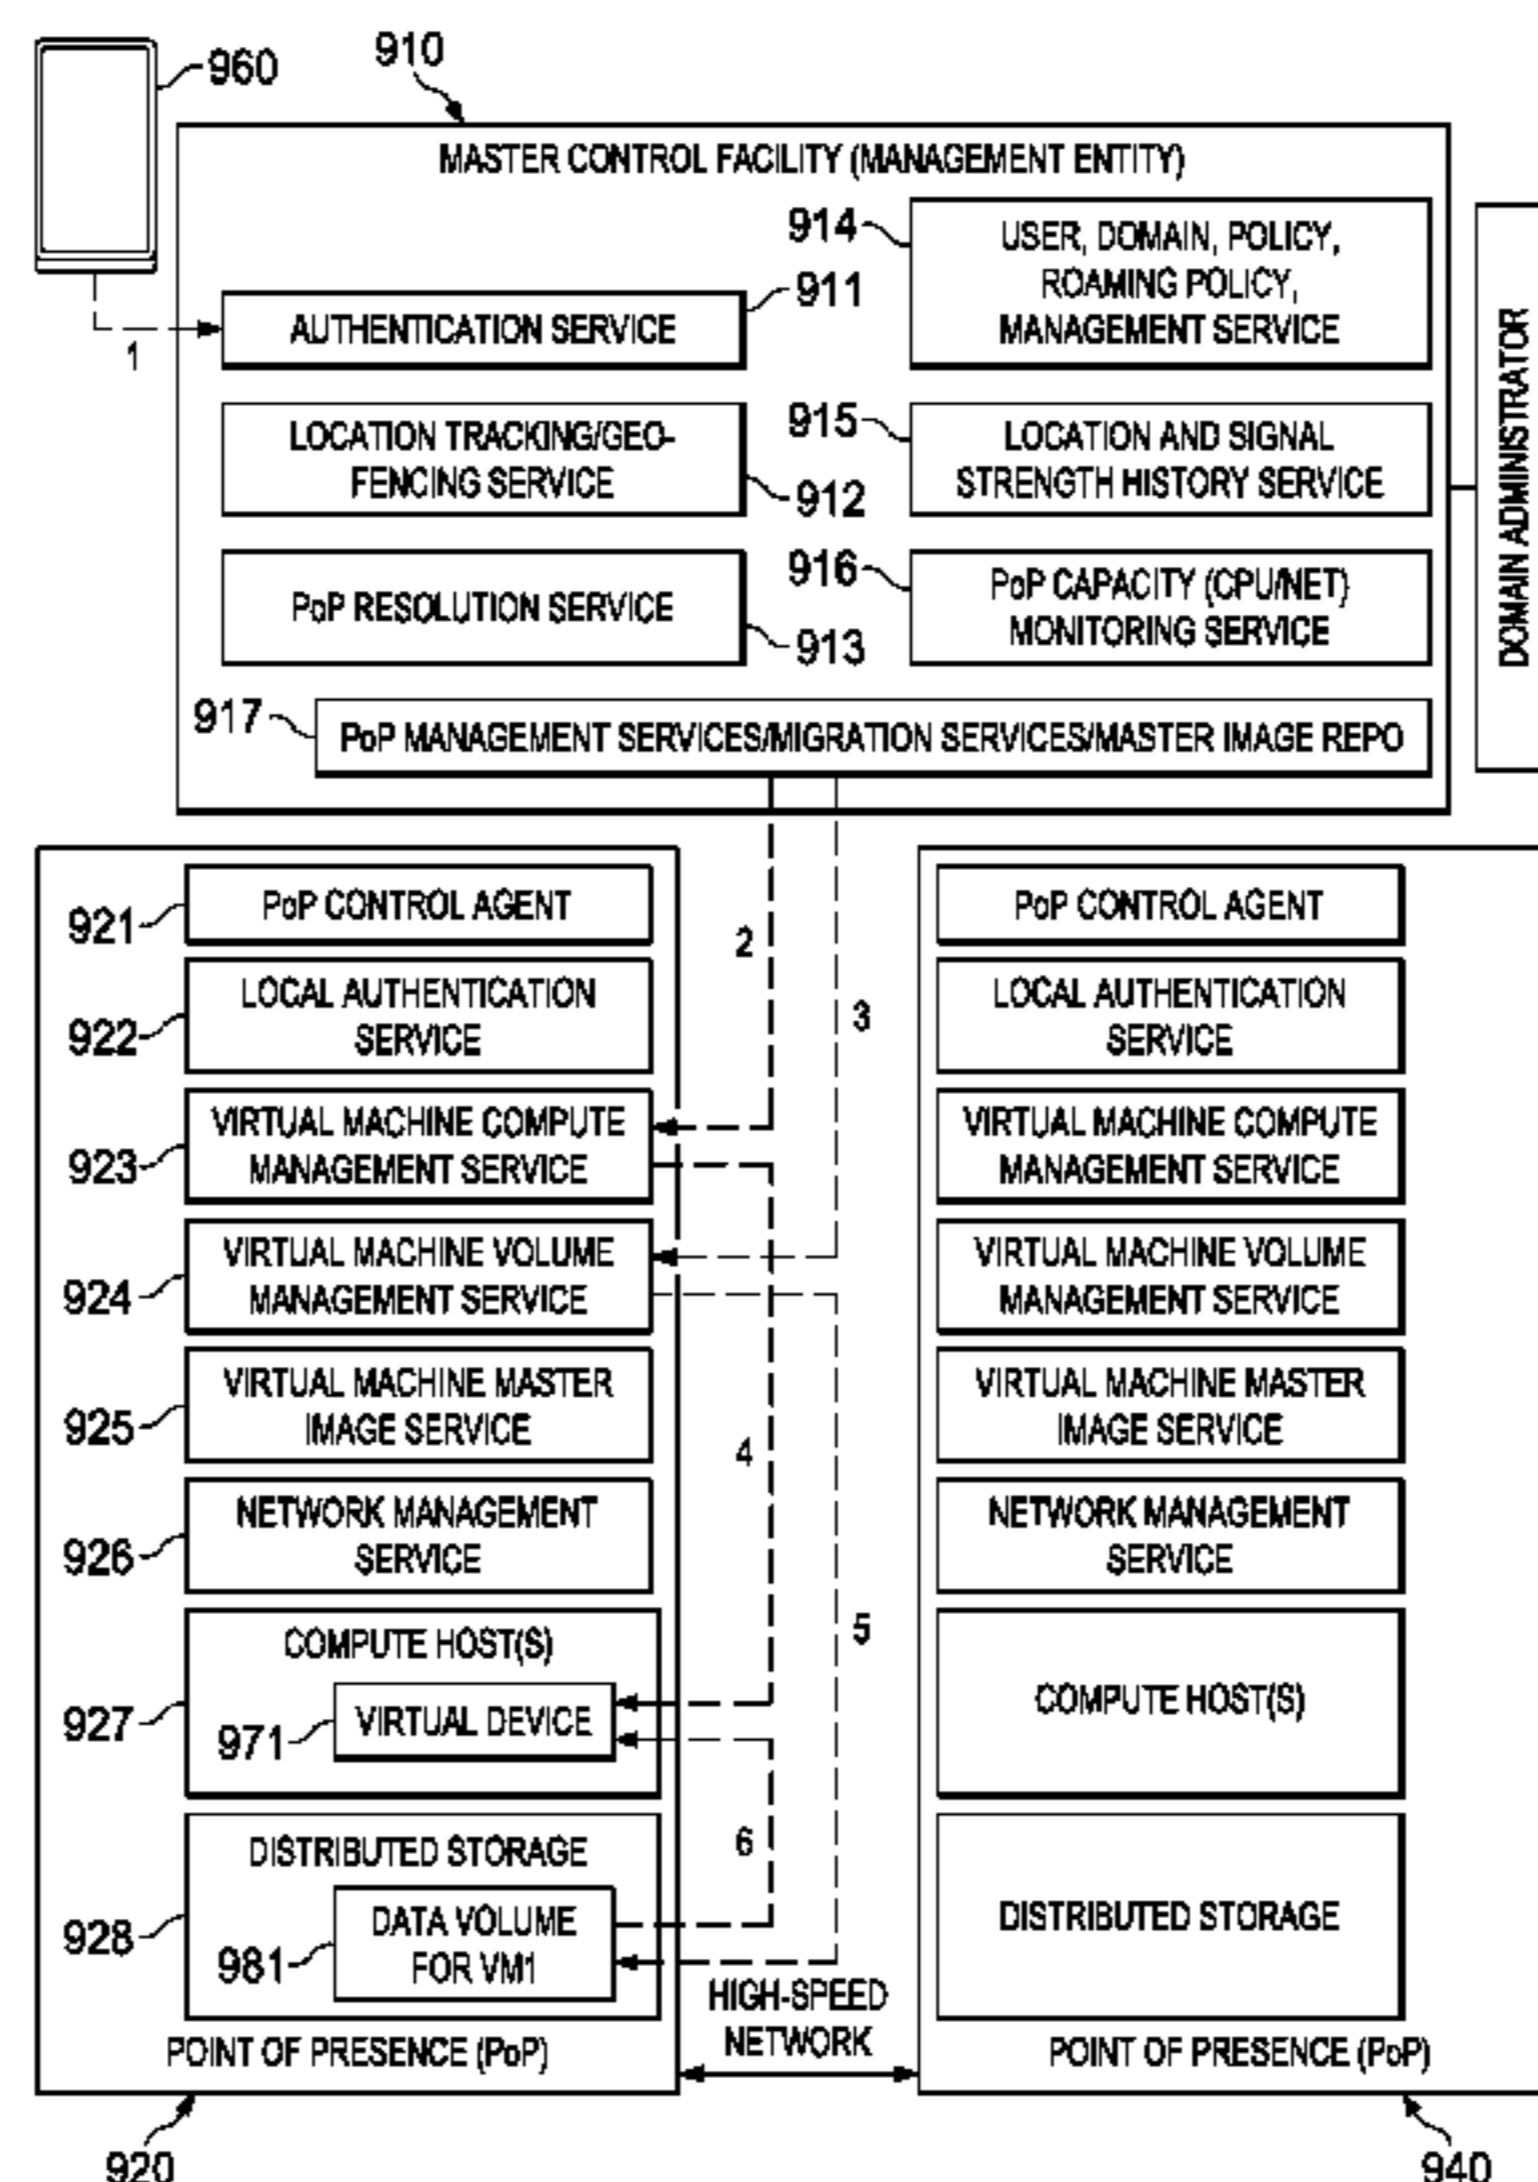 960
910
MASTER CONTROL FACILITY (MANAGEMENT ENTITY)
914
USER, DOMAIN, POLICY,
ROAMING POLICY,
MANAGEMENT SERVICE
911
AUTHENTICATION SERVICE
1
LOCATION TRACKING/GEO-
FENCING SERVICE
912
915
LOCATION AND SIGNAL
STRENGTH HISTORY SERVICE
PoP RESOLUTION SERVICE
913
916
PoP CAPACITY (CPU/NET)
MONITORING SERVICE
917
PoP MANAGEMENT SERVICES/MIGRATION SERVICES/MASTER IMAGE REPO
DOMAIN ADMINISTRATOR
921
PoP CONTROL AGENT
922
LOCAL AUTHENTICATION
SERVICE
923
VIRTUAL MACHINE COMPUTE
MANAGEMENT SERVICE
924
VIRTUAL MACHINE VOLUME
MANAGEMENT SERVICE
925
VIRTUAL MACHINE MASTER
IMAGE SERVICE
926
NETWORK MANAGEMENT
SERVICE
927
COMPUTE HOST(S)
971
VIRTUAL DEVICE
928
DISTRIBUTED STORAGE
981
DATA VOLUME
FOR VM1
POINT OF PRESENCE (PoP)
920
2
3
4
5
6
HIGH-SPEED
NETWORK
PoP CONTROL AGENT
LOCAL AUTHENTICATION
SERVICE
VIRTUAL MACHINE COMPUTE
MANAGEMENT SERVICE
VIRTUAL MACHINE VOLUME
MANAGEMENT SERVICE
VIRTUAL MACHINE MASTER
IMAGE SERVICE
NETWORK MANAGEMENT
SERVICE
COMPUTE HOST(S)
DISTRIBUTED STORAGE
POINT OF PRESENCE (PoP)
940